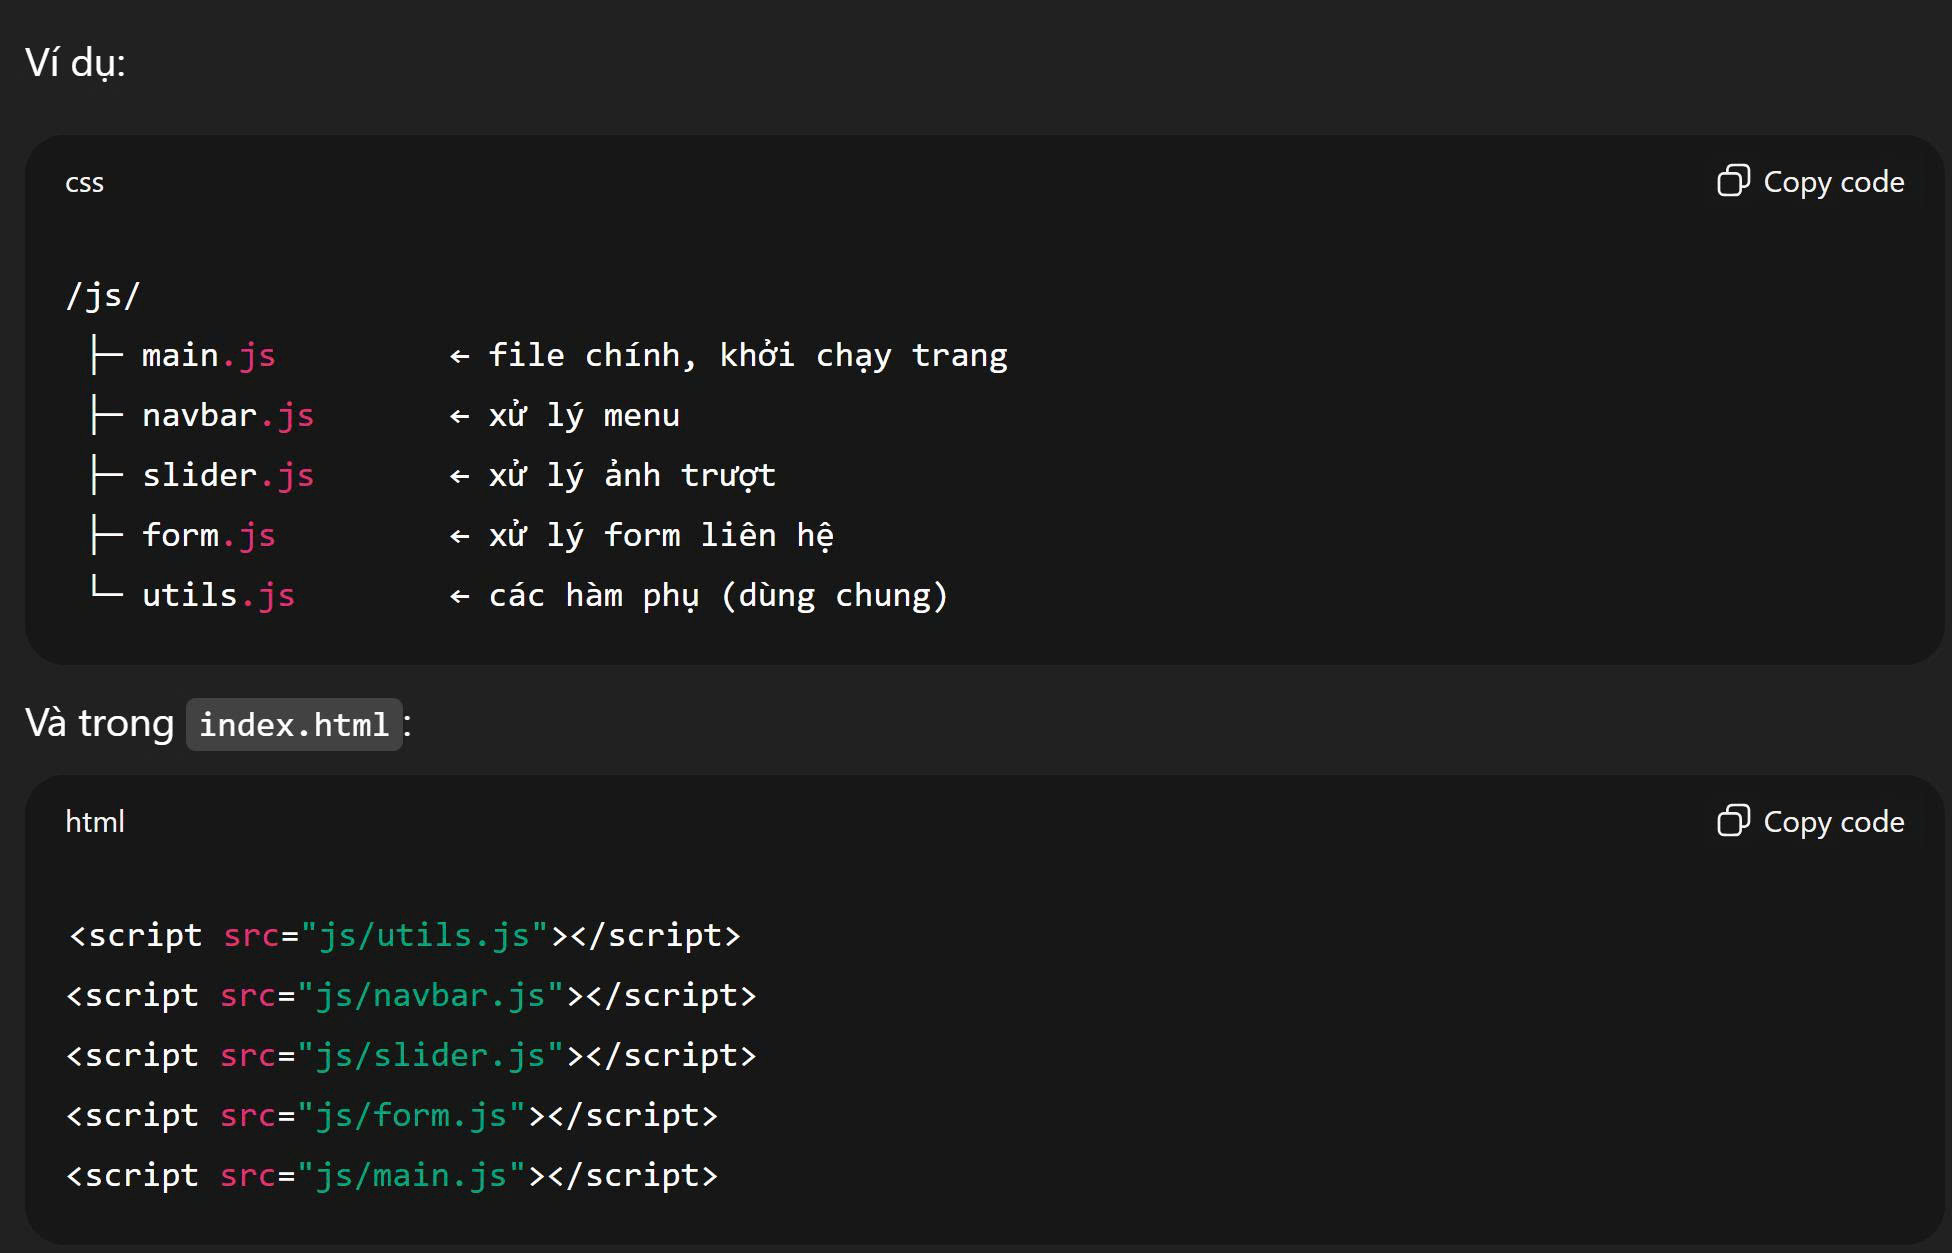 Ví dụ:
css
Copy code
/js/
├─ main.js         ← file chính, khởi chạy trang
├─ navbar.js       ← xử lý menu
├─ slider.js       ← xử lý ảnh trượt
├─ form.js         ← xử lý form liên hệ
└─ utils.js        ← các hàm phụ (dùng chung)
Và trong index.html:
html
Copy code
<script src="js/utils.js"></script>
<script src="js/navbar.js"></script>
<script src="js/slider.js"></script>
<script src="js/form.js"></script>
<script src="js/main.js"></script>